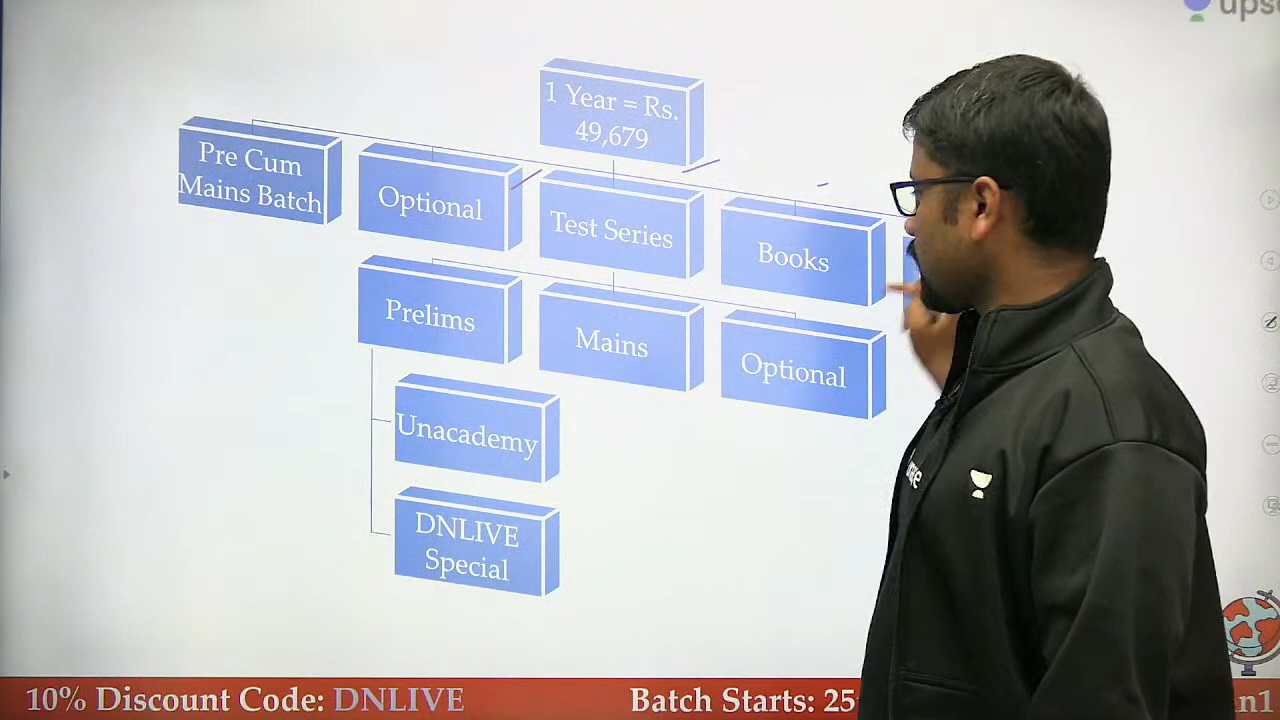 1 Year = Rs.
49,679
Pre Cum
Mains Batch
Optional
Test Series
Books
Prelims
Mains
Optional
Unacademy
DNLIVE
Special
10% Discount Code: DNLIVE
Batch Starts: 25